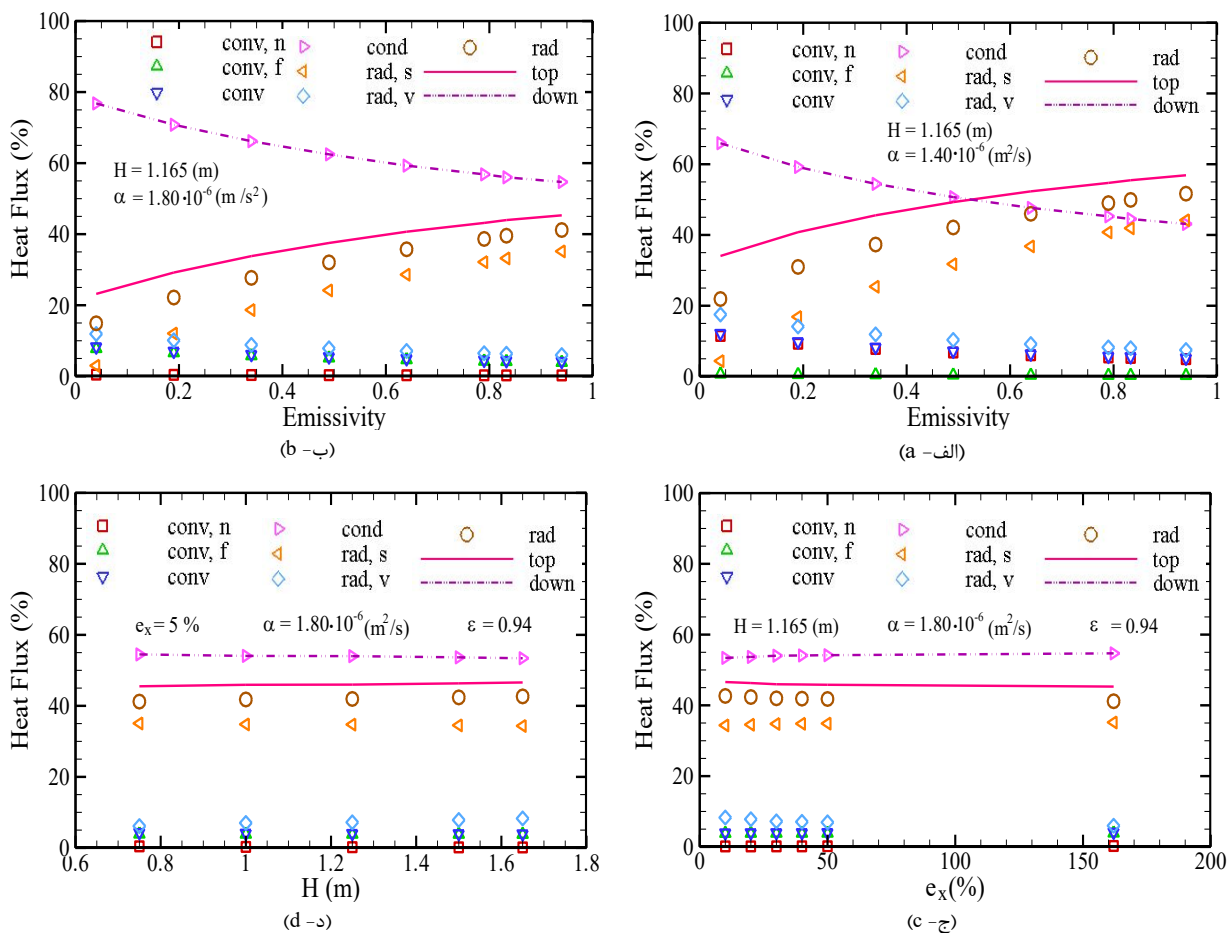 Heat Flux (%)
100
80
60
40
20
0
0
0.2
0.4
0.6
0.8
1
Emissivity
conv, n
conv, f
conv
cond
rad, s
rad, v
rad
top
down
H = 1.165 (m)
α = 1.80·10⁻⁶ (m /s²)
(b -ب)
Heat Flux (%)
100
80
60
40
20
0
0
0.2
0.4
0.6
0.8
1
Emissivity
conv, n
conv, f
conv
cond
rad, s
rad, v
rad
top
down
H = 1.165 (m)
α = 1.40·10⁻⁶ (m²/s)
(a -الف)
Heat Flux (%)
100
80
60
40
20
0
0.6
0.8
1
1.2
1.4
1.6
1.8
H (m)
conv, n
conv, f
conv
cond
rad, s
rad, v
rad
top
down
eₓ = 5 % α = 1.80·10⁻⁶ (m²/s) ε = 0.94
(d -د)
Heat Flux (%)
100
80
60
40
20
0
0
50
100
150
200
eₓ(%)
conv, n
conv, f
conv
cond
rad, s
rad, v
rad
top
down
H = 1.165 (m) α = 1.80·10⁻⁶ (m²/s) ε = 0.94
(c -ج)